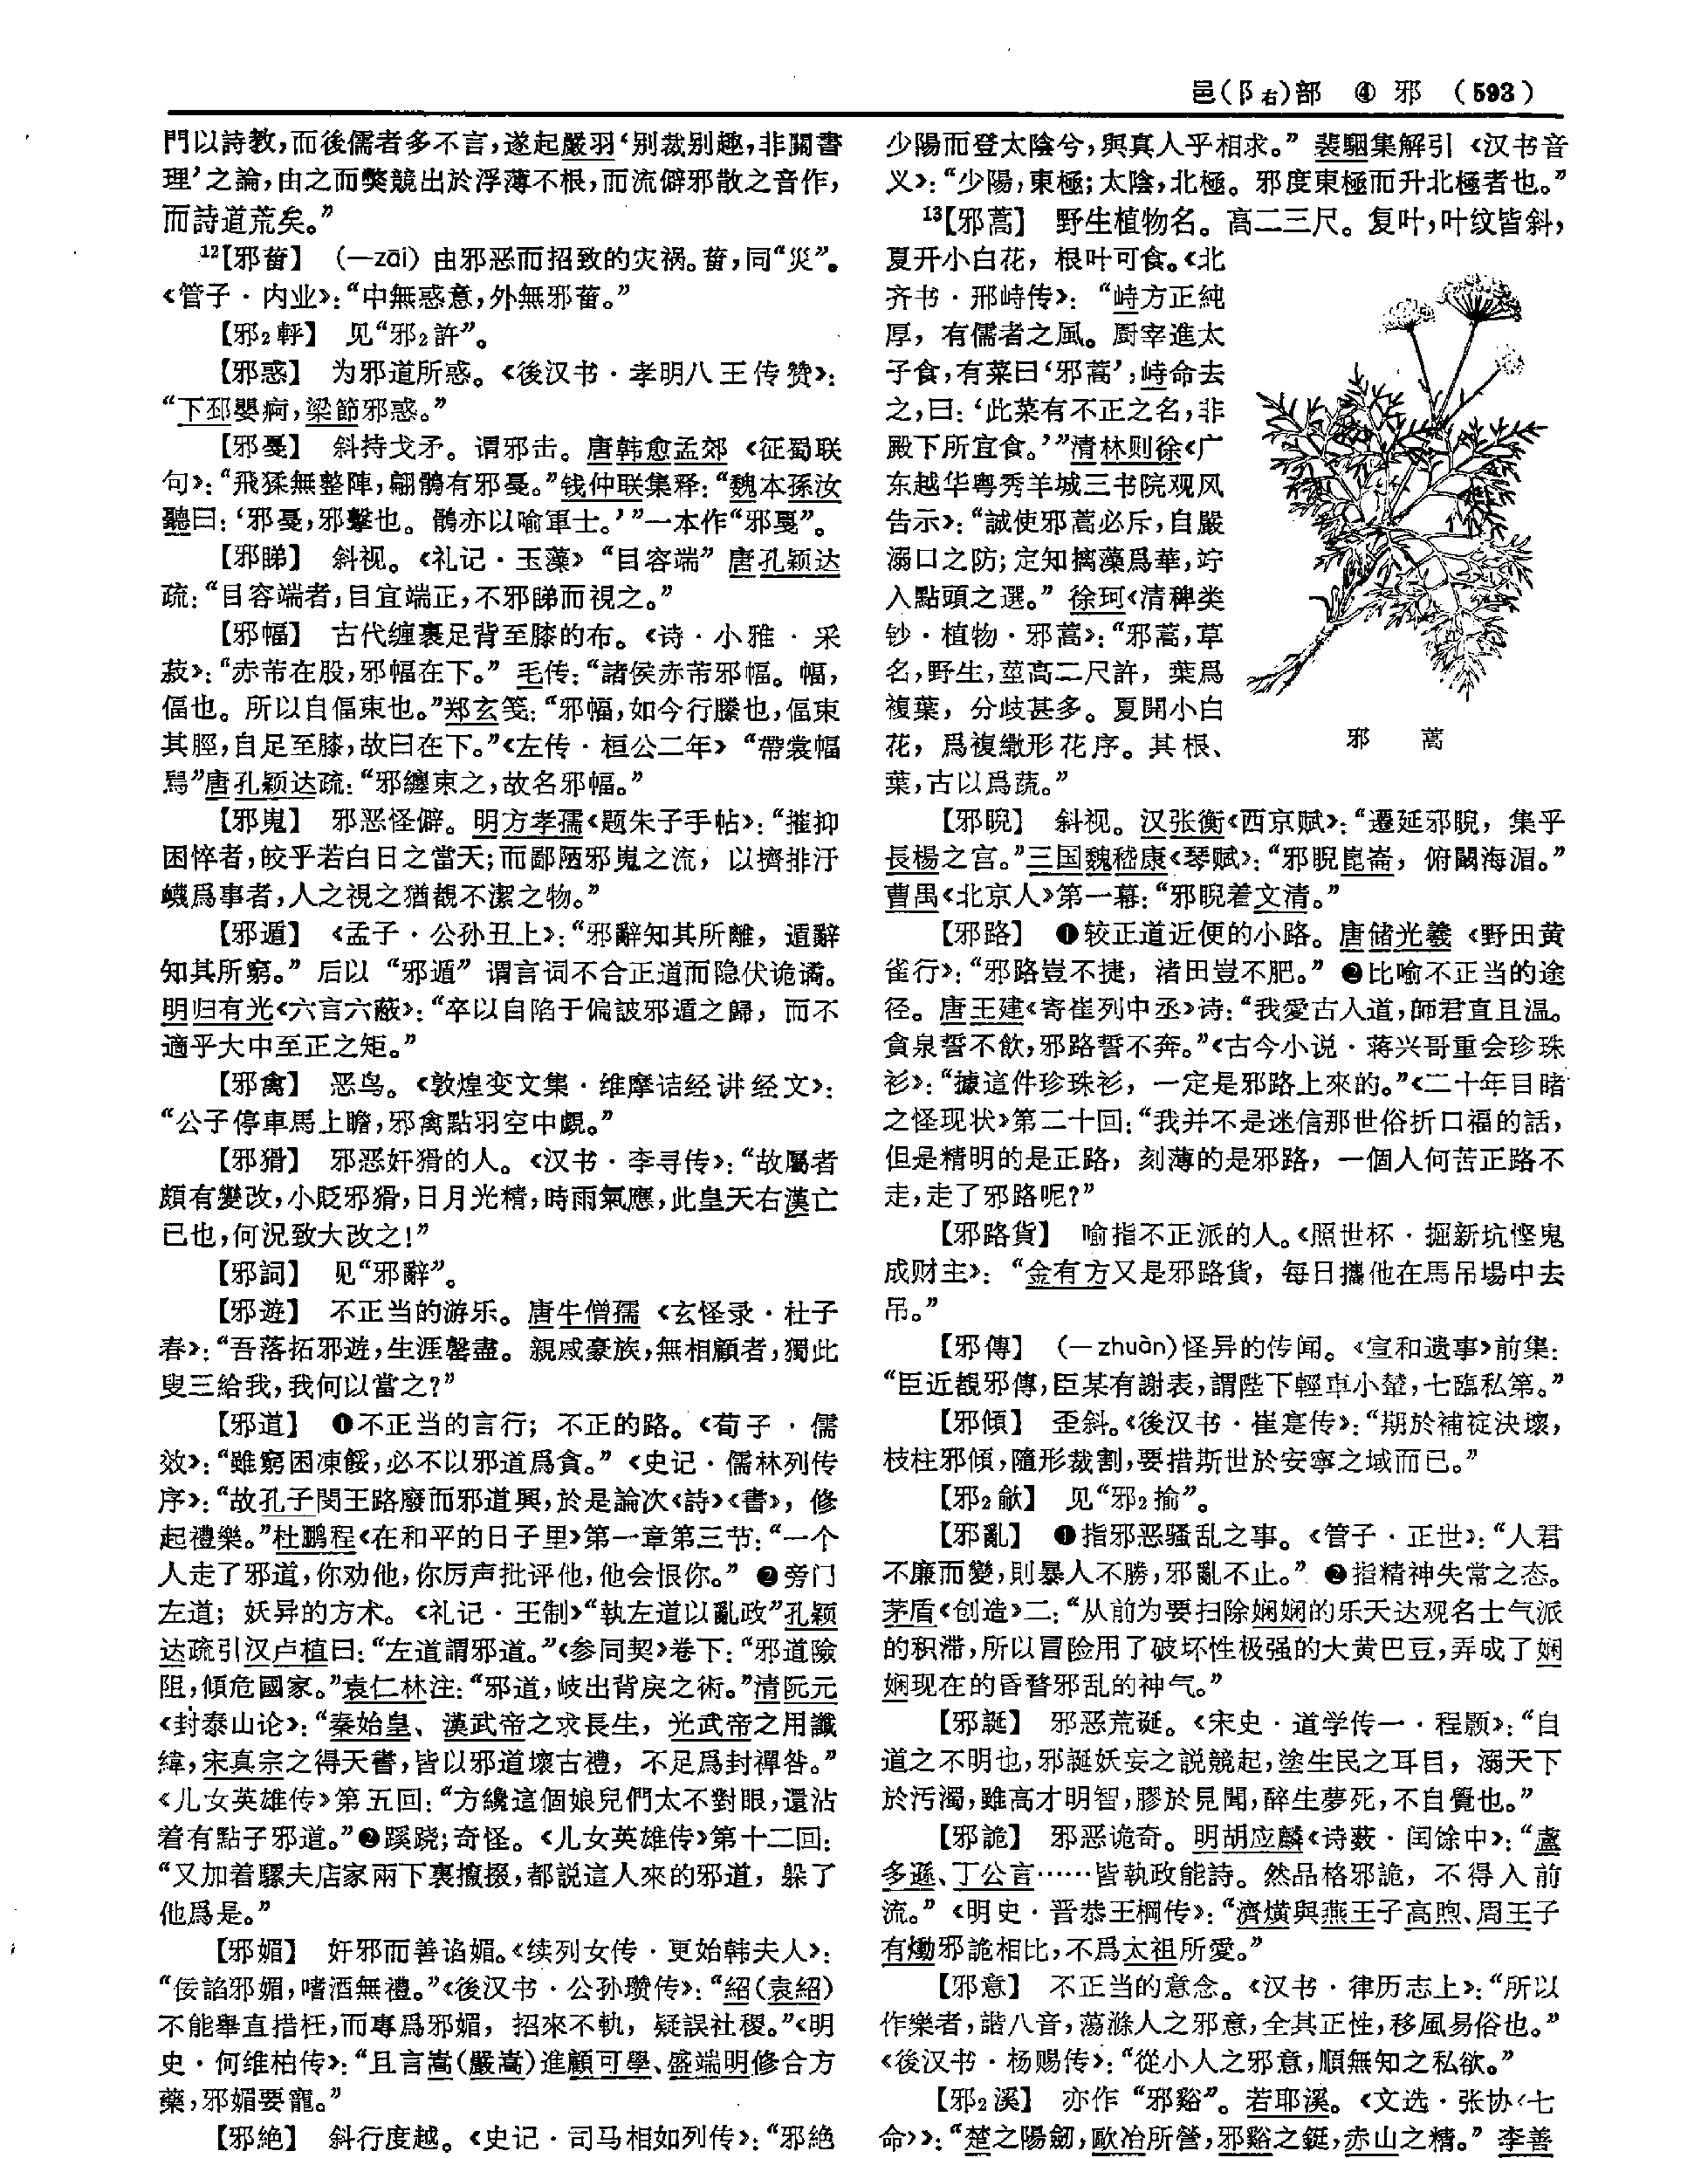 邑(阝右)部　④　邪　(593)
門以詩教，而後儒者多不言，遂起嚴羽‘别裁别趣，非關書
理’之論，由之而獘競出於浮薄不根，而流僻邪散之音作，
而詩道荒矣。”
12【邪菑】　(—zāi) 由邪恶而招致的灾祸。菑，同“災”。
《管子·内业》：“中無惑意，外無邪菑。”
【邪2軤】　见“邪2許”。
【邪惑】　为邪道所惑。《後汉书·孝明八王传赞》：
“下邳嬰痾，梁節邪惑。”
【邪戞】　斜持戈矛。谓邪击。唐韩愈孟郊《征蜀联
句》：“飛猱無整陣，翩鶻有邪戞。”钱仲联集释：“魏本孫汝
聽曰：‘邪戞，邪擊也。鶻亦以喻軍士。’”一本作“邪戛”。
【邪睇】　斜视。《礼记·玉藻》“目容端” 唐孔颖达
疏：“目容端者，目宜端正，不邪睇而視之。”
【邪幅】　古代缠裹足背至膝的布。《诗·小雅·采
菽》：“赤芾在股，邪幅在下。” 毛传：“諸侯赤芾邪幅。幅，
偪也。所以自偪束也。”郑玄笺：“邪幅，如今行縢也，偪束
其脛，自足至膝，故曰在下。”《左传·桓公二年》“帶裳幅
舄”唐孔颖达疏：“邪纏束之，故名邪幅。”
【邪嵬】　邪恶怪僻。明方孝孺《题朱子手帖》：“摧抑
困悴者，皎乎若白日之當天；而鄙陋邪嵬之流，以擠排汙
衊爲事者，人之視之猶覩不潔之物。”
【邪遁】　《孟子·公孙丑上》：“邪辭知其所離，遁辭
知其所窮。” 后以“邪遁”谓言词不合正道而隐伏诡谲。
明归有光《六言六蔽》：“卒以自陷于偏詖邪遁之歸，而不
適乎大中至正之矩。”
【邪禽】　恶鸟。《敦煌变文集·维摩诘经讲经文》：
“公子停車馬上瞻，邪禽點羽空中覷。”
【邪猾】　邪恶奸猾的人。《汉书·李寻传》：“故屬者
頗有變改，小貶邪猾，日月光精，時雨氣應，此皇天右漢亡
已也，何況致大改之！”
【邪詞】　见“邪辭”。
【邪遊】　不正当的游乐。唐牛僧孺《玄怪录·杜子
春》：“吾落拓邪遊，生涯罄盡。親戚豪族，無相顧者，獨此
叟三給我，我何以當之？”
【邪道】　❶不正当的言行；不正的路。《荀子·儒
效》：“雖窮困凍餒，必不以邪道爲貪。”《史记·儒林列传
序》：“故孔子閔王路廢而邪道興，於是論次《詩》《書》，修
起禮樂。”杜鹏程《在和平的日子里》第一章第三节：“一个
人走了邪道，你劝他，你厉声批评他，他会恨你。” ❷旁门
左道；妖异的方术。《礼记·王制》“執左道以亂政”孔颖
达疏引汉卢植曰：“左道謂邪道。”《参同契》卷下：“邪道險
阻，傾危國家。”袁仁林注：“邪道，岐出背戾之術。”清阮元
《封泰山论》：“秦始皇、漢武帝之求長生，光武帝之用讖
緯，宋真宗之得天書，皆以邪道壞古禮，不足爲封禪咎。”
《儿女英雄传》第五回：“方纔這個娘兒們太不對眼，還沾
着有點子邪道。”❷蹊跷；奇怪。《儿女英雄传》第十二回：
“又加着騾夫店家兩下裏攛掇，都説這人來的邪道，躲了
他爲是。”
【邪媚】　奸邪而善谄媚。《续列女传·更始韩夫人》：
“佞諂邪媚，嗜酒無禮。”《後汉书·公孙瓒传》：“紹(袁紹)
不能舉直措枉，而專爲邪媚，招來不軌，疑誤社稷。”《明
史·何维柏传》：“且言嵩(嚴嵩)進顧可學、盛端明修合方
藥，邪媚要寵。”
【邪絶】　斜行度越。《史记·司马相如列传》：“邪絶
少陽而登太陰兮，與真人乎相求。” 裴駰集解引《汉书音
义》：“少陽，東極；太陰，北極。邪度東極而升北極者也。”
13【邪蒿】　野生植物名。高二三尺。复叶，叶纹皆斜，
夏开小白花，根叶可食。《北
齐书·邢峙传》：“峙方正純
厚，有儒者之風。厨宰進太
子食，有菜曰‘邪蒿’，峙命去
之，曰：‘此菜有不正之名，非
殿下所宜食。’”清林则徐《广
东越华粤秀羊城三书院观风
告示》：“誠使邪蒿必斥，自嚴
溺口之防；定知摛藻爲華，竚
入點頭之選。” 徐珂《清稗类
钞·植物·邪蒿》：“邪蒿，草
名，野生，莖高二尺許，葉爲
複葉，分歧甚多。夏開小白
花，爲複繖形花序。其根、
葉，古以爲蔬。”
邪　蒿
【邪睨】　斜视。汉张衡《西京赋》：“遷延邪睨，集乎
長楊之宫。”三国魏嵇康《琴赋》：“邪睨崑崙，俯闞海湄。”
曹禺《北京人》第一幕：“邪睨着文清。”
【邪路】　❶较正道近便的小路。唐储光羲《野田黄
雀行》：“邪路豈不捷，渚田豈不肥。” ❷比喻不正当的途
径。唐王建《寄崔列中丞》诗：“我愛古人道，師君直且温。
貪泉誓不飲，邪路誓不奔。”《古今小说·蒋兴哥重会珍珠
衫》：“據這件珍珠衫，一定是邪路上來的。”《二十年目睹
之怪现状》第二十回：“我并不是迷信那世俗折口福的話，
但是精明的是正路，刻薄的是邪路，一個人何苦正路不
走，走了邪路呢？”
【邪路貨】　喻指不正派的人。《照世杯·掘新坑悭鬼
成财主》：“金有方又是邪路貨，每日攜他在馬吊場中去
吊。”
【邪傳】　(—zhuàn)怪异的传闻。《宣和遗事》前集：
“臣近覩邪傳，臣某有謝表，謂陛下輕車小輦，七臨私第。”
【邪傾】　歪斜。《後汉书·崔寔传》：“期於補䘺決壞，
枝柱邪傾，隨形裁割，要措斯世於安寧之域而已。”
【邪2歈】　见“邪2揄”。
【邪亂】　❶指邪恶骚乱之事。《管子·正世》：“人君
不廉而變，則暴人不勝，邪亂不止。” ❷指精神失常之态。
茅盾《创造》二：“从前为要扫除娴娴的乐天达观名士气派
的积滞，所以冒险用了破坏性极强的大黄巴豆，弄成了娴
娴现在的昏瞀邪乱的神气。”
【邪誕】　邪恶荒诞。《宋史·道学传一·程颢》：“自
道之不明也，邪誕妖妄之説競起，塗生民之耳目，溺天下
於污濁，雖高才明智，膠於見聞，醉生夢死，不自覺也。”
【邪詭】　邪恶诡奇。明胡应麟《诗薮·闰馀中》：“盧
多遜、丁公言……皆執政能詩。然品格邪詭，不得入前
流。”《明史·晋恭王㭎传》：“濟熿與燕王子高煦、周王子
有爋邪詭相比，不爲太祖所愛。”
【邪意】　不正当的意念。《汉书·律历志上》：“所以
作樂者，諧八音，蕩滌人之邪意，全其正性，移風易俗也。”
《後汉书·杨赐传》：“從小人之邪意，順無知之私欲。”
【邪2溪】　亦作“邪谿”。若耶溪。《文选·张协〈七
命〉》：“楚之陽劒，歐冶所營，邪谿之鋌，赤山之精。” 李善